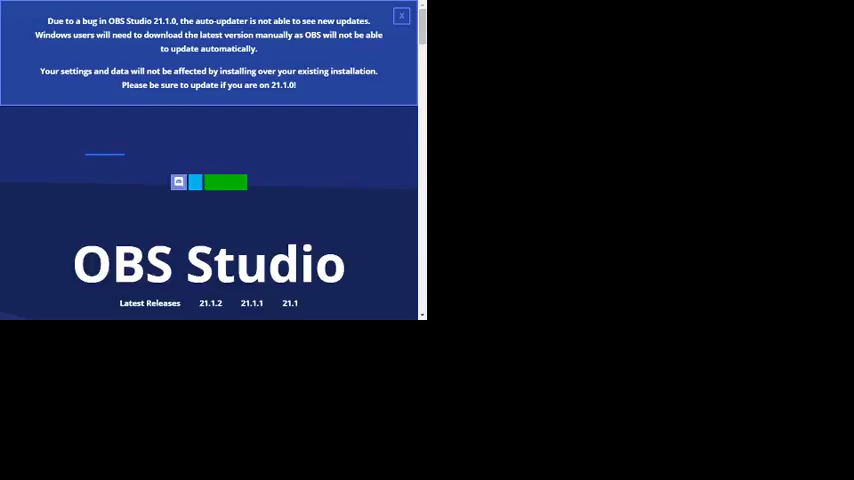 Due to a bug in OBS Studio 21.1.0, the auto-updater is not able to see new updates.
X
Windows users will need to download the latest version manually as OBS will not be able
to update automatically.
Your settings and data will not be affected by installing over your existing installation.
Please be sure to update if you are on 21.1.0!
OBS Studio
Latest Releases 21.1.2 21.1.1 21.1